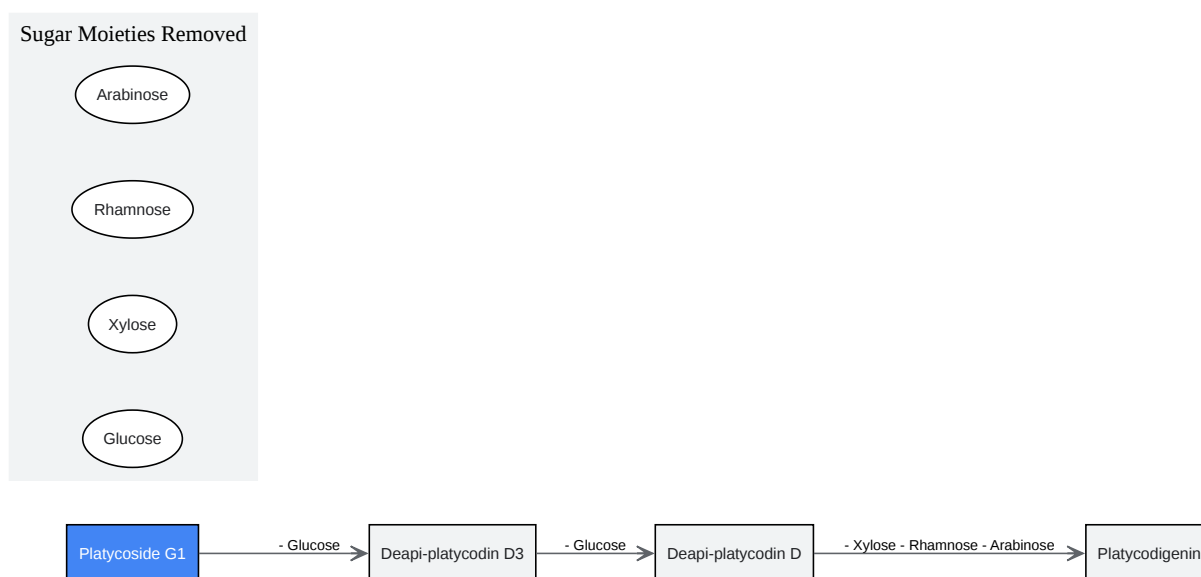 Sugar Moieties Removed
Arabinose
Rhamnose
Xylose
Glucose
Platycoside G1
- Glucose
Deapi-platycodin D3
- Glucose
Deapi-platycodin D
- Xylose - Rhamnose - Arabinose
Platycodigenin